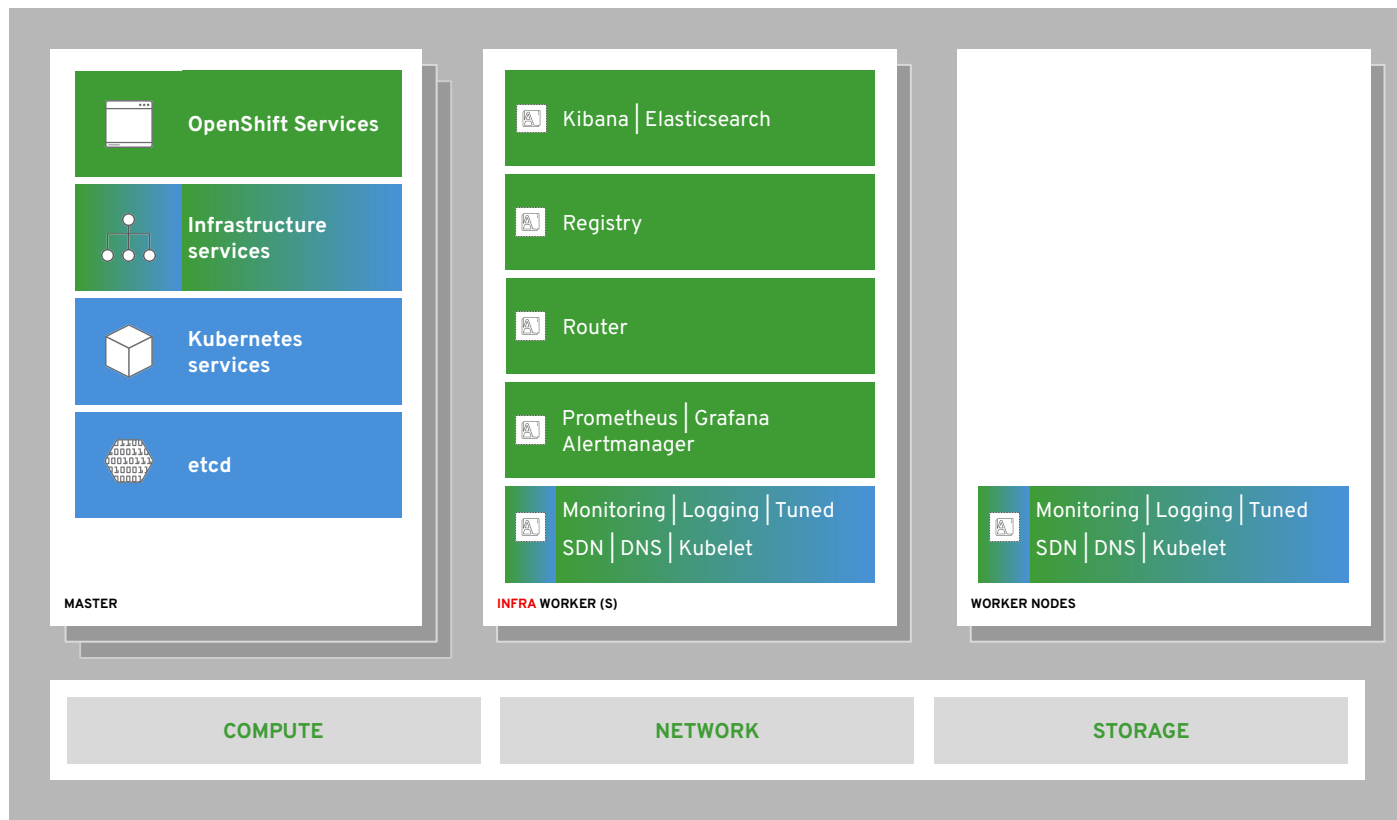 OpenShift Services
Infrastructure
services
Kubernetes
services
etcd
MASTER
Kibana | Elasticsearch
Registry
Router
Prometheus | Grafana
Alertmanager
Monitoring | Logging | Tuned
SDN | DNS | Kubelet
INFRA WORKER (S)
Monitoring | Logging | Tuned
SDN | DNS | Kubelet
WORKER NODES
COMPUTE
NETWORK
STORAGE